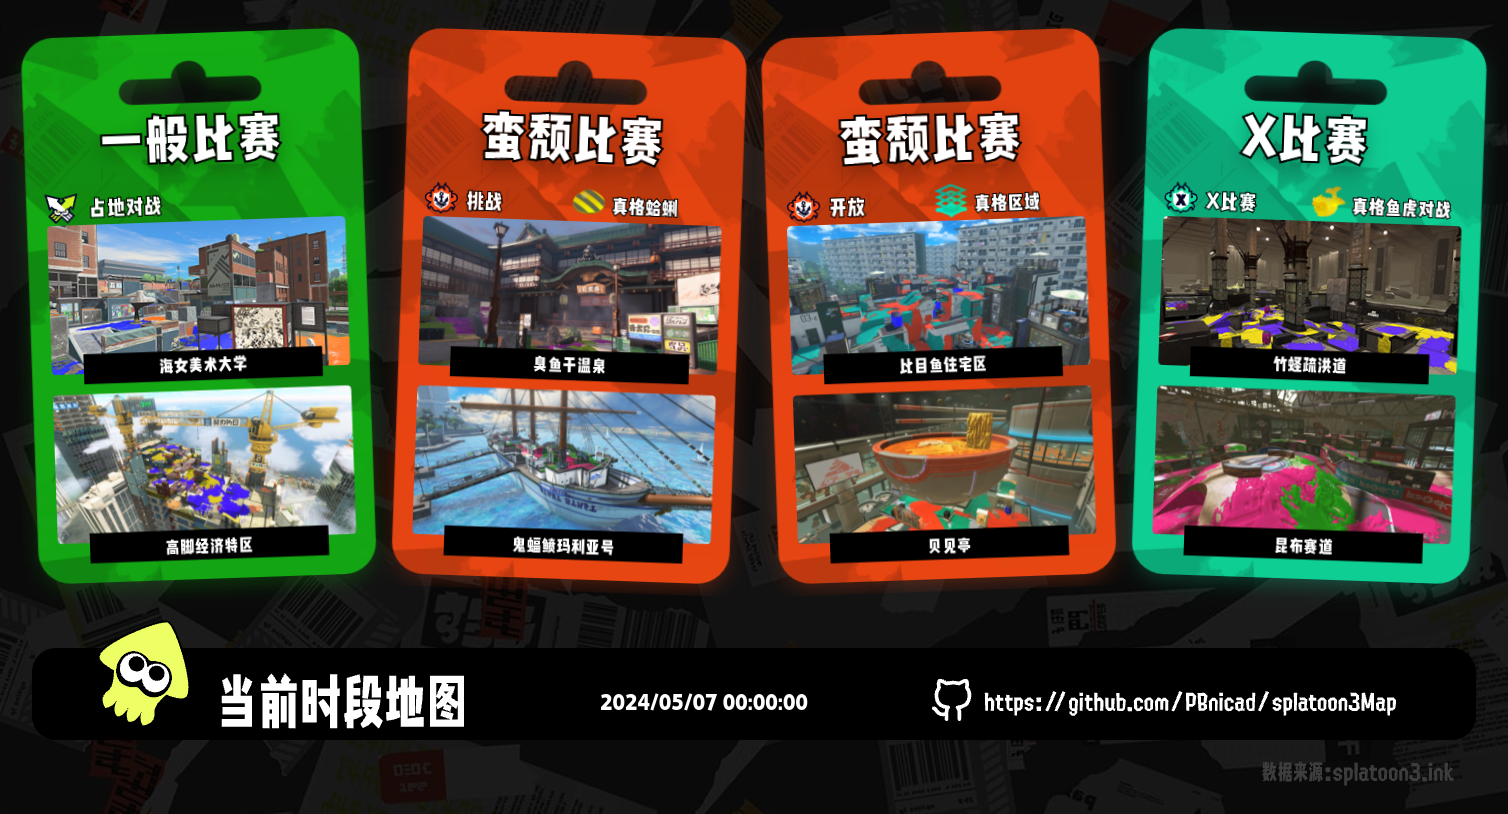 一般比赛
占地对战
海女美术大学
高脚经济特区
蛮颓比赛
挑战
真格蛤蜊
臭鱼干温泉
鬼蝠鲼玛利亚号
蛮颓比赛
开放
真格区域
比目鱼住宅区
贝见亭
X比赛
X比赛
真格鱼虎对战
竹蛏疏洪道
昆布赛道
当前时段地图
2024/05/07 00:00:00
https://github.com/PBnicad/splatoon3Map
数据来源:splatoon3.ink